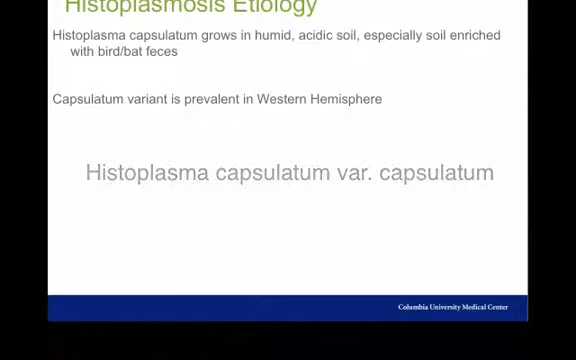 Histoplasmosis Etiology
Histoplasma capsulatum grows in humid, acidic soil, especially soil enriched
with bird/bat feces
Capsulatum variant is prevalent in Western Hemisphere
Histoplasma capsulatum var. capsulatum
Columbia University Medical Center